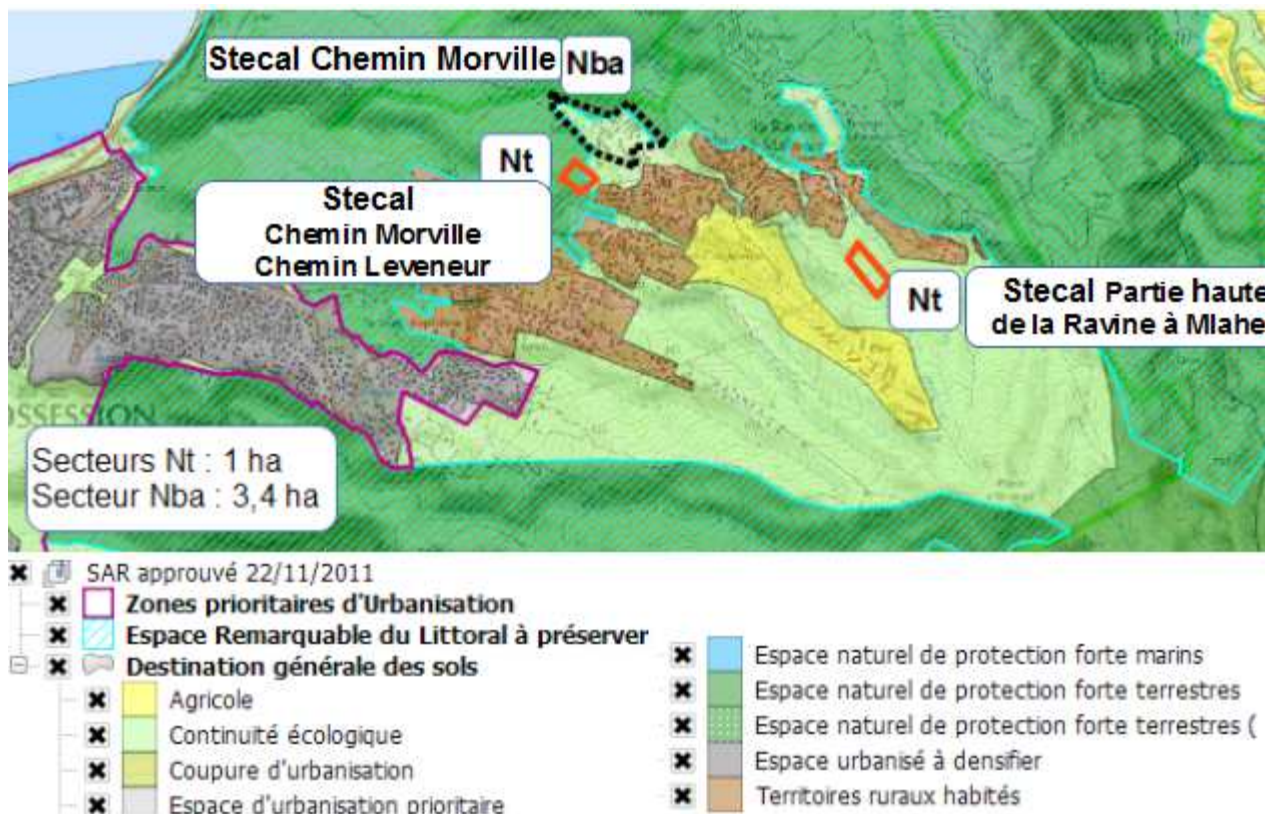 Stecal Chemin Morville
Nba
Nt
Stecal
Chemin Morville
Chemin Leveneur
Nt
Stecal Partie haute
de la Ravine à Mlahe
OSSESSION
Secteurs Nt : 1 ha
Secteur Nba : 3,4 ha
SAR approuvé 22/11/2011
Zones prioritaires d'Urbanisation
Espace Remarquable du Littoral à préserver
Destination générale des sols
Agricole
Continuité écologique
Coupure d'urbanisation
Espace d'urbanisation prioritaire
Espace naturel de protection forte marins
Espace naturel de protection forte terrestres
Espace naturel de protection forte terrestres (
Espace urbanisé à densifier
Territoires ruraux habités